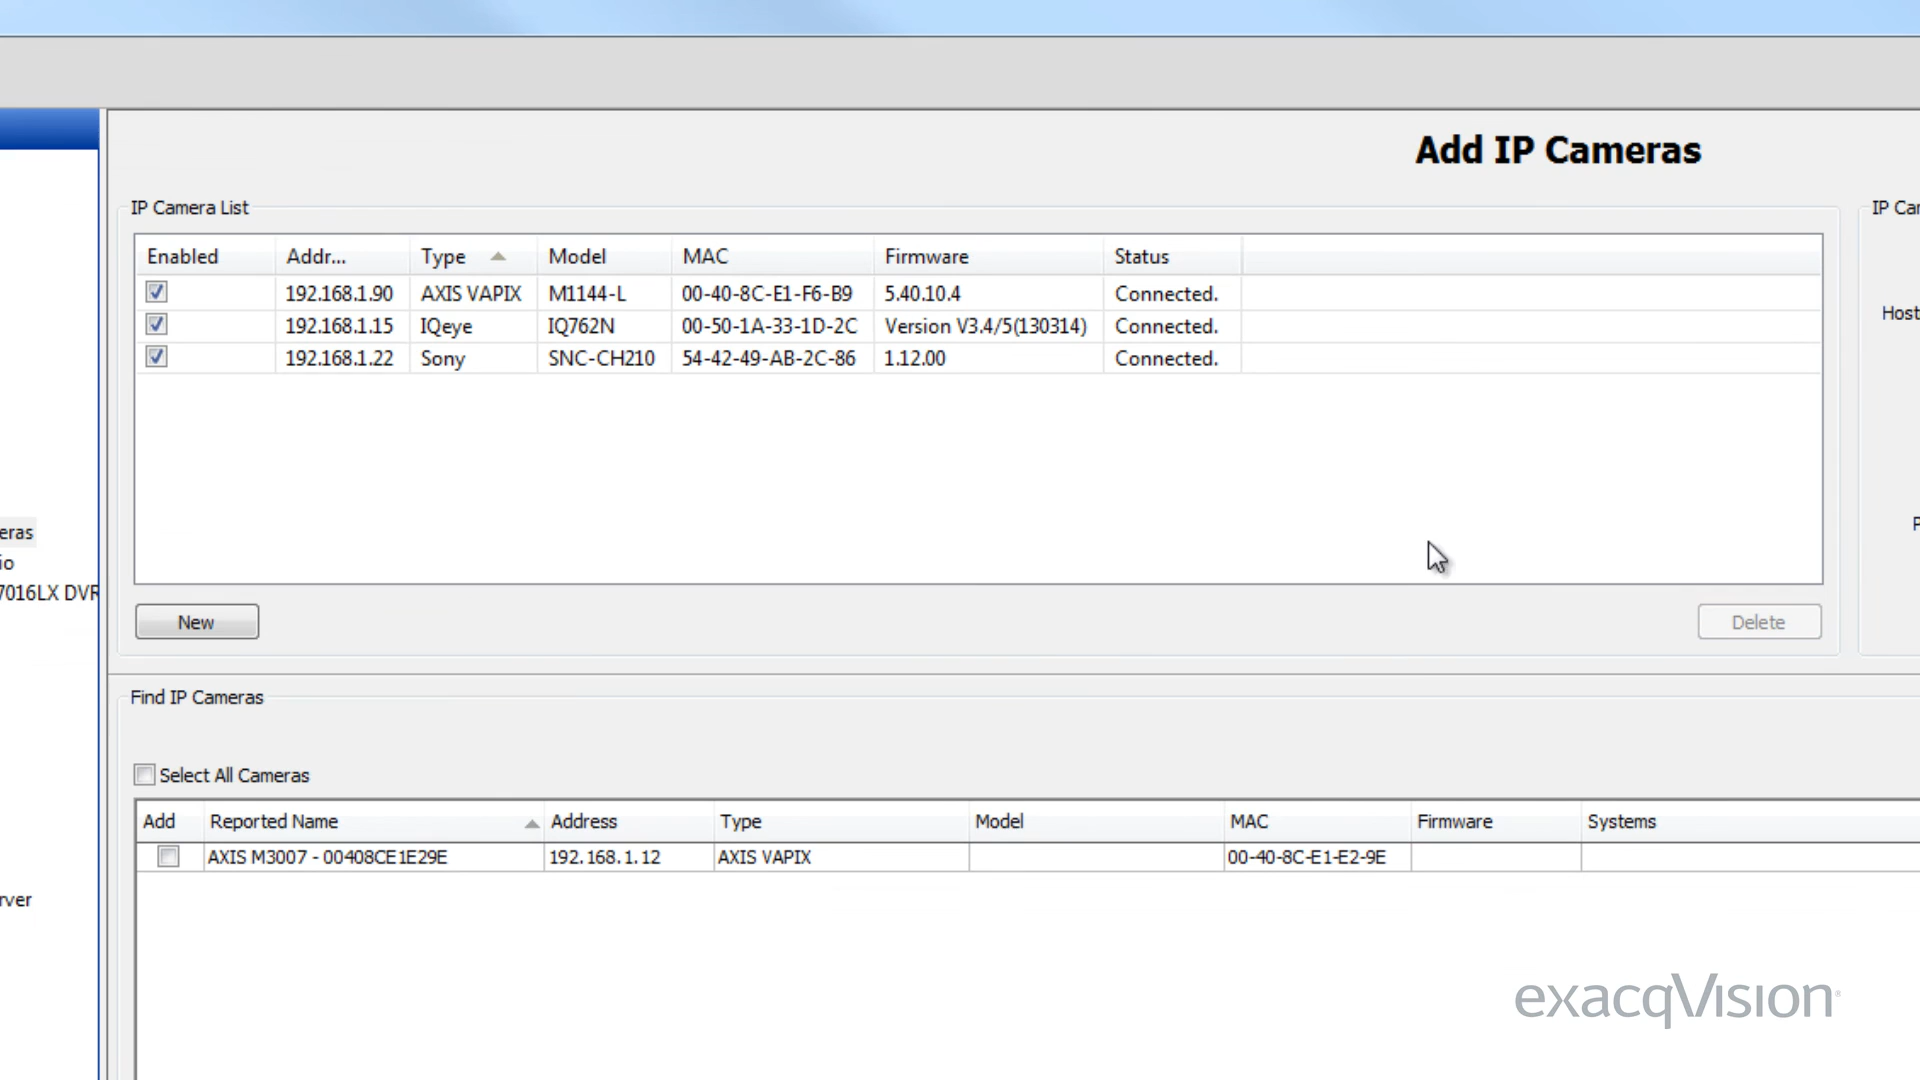 Add IP Cameras
IP Camera List
IP Car
Enabled Addr... Type Model MAC Firmware Status
192.168.1.90 AXIS VAPIX M1144-L 00-40-8C-E1-F6-B9 5.40.10.4 Connected.
192.168.1.15 IQeye IQ762N 00-50-1A-33-1D-2C Version V3.4/5(130314) Connected.
192.168.1.22 Sony SNC-CH210 54-42-49-AB-2C-86 1.12.00 Connected.
Host
eras
io
7016LX DVR
P
New Delete
Find IP Cameras
Select All Cameras
Add Reported Name Address Type Model MAC Firmware Systems
AXIS M3007 - 00408CE1E29E 192.168.1.12 AXIS VAPIX 00-40-8C-E1-E2-9E
rver
exacqVision